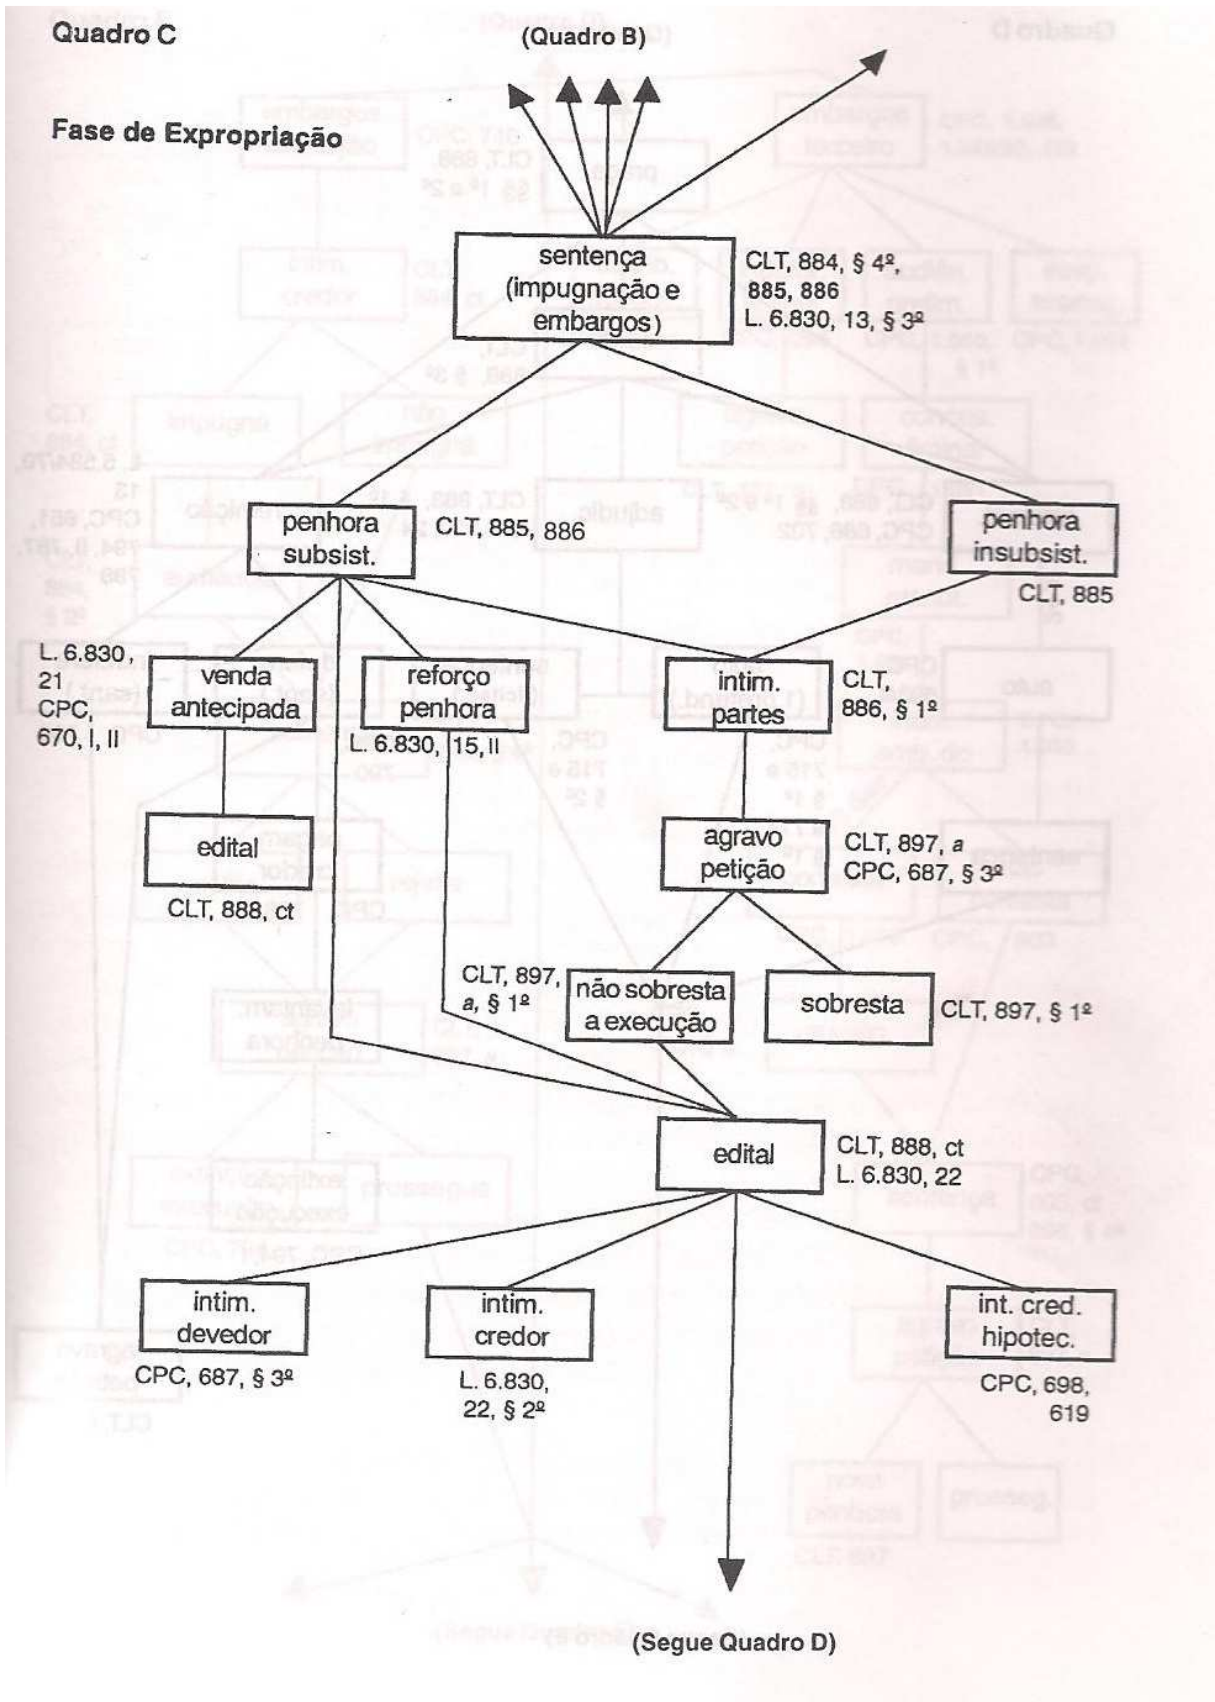 Quadro C
(Quadro B)
Fase de Expropriação
sentença
(impugnação e
embargos)
CLT, 884, § 4º,
885, 886
L. 6.830, 13, § 3º
penhora
subsist.
CLT, 885, 886
penhora
insubsist.
CLT, 885
L. 6.830,
21
CPC,
670, I, II
venda
antecipada
reforço
penhora
L. 6.830, 15, II
intim.
partes
CLT,
886, § 1º
edital
CLT, 888, ct
agravo
petição
CLT, 897, a
CPC, 687, § 3º
CLT, 897,
a, § 1º
não sobresta
a execução
sobresta
CLT, 897, § 1º
edital
CLT, 888, ct
L. 6.830, 22
intim.
devedor
CPC, 687, § 3º
intim.
credor
L. 6.830,
22, § 2º
int. cred.
hipotec.
CPC, 698,
619
(Segue Quadro D)